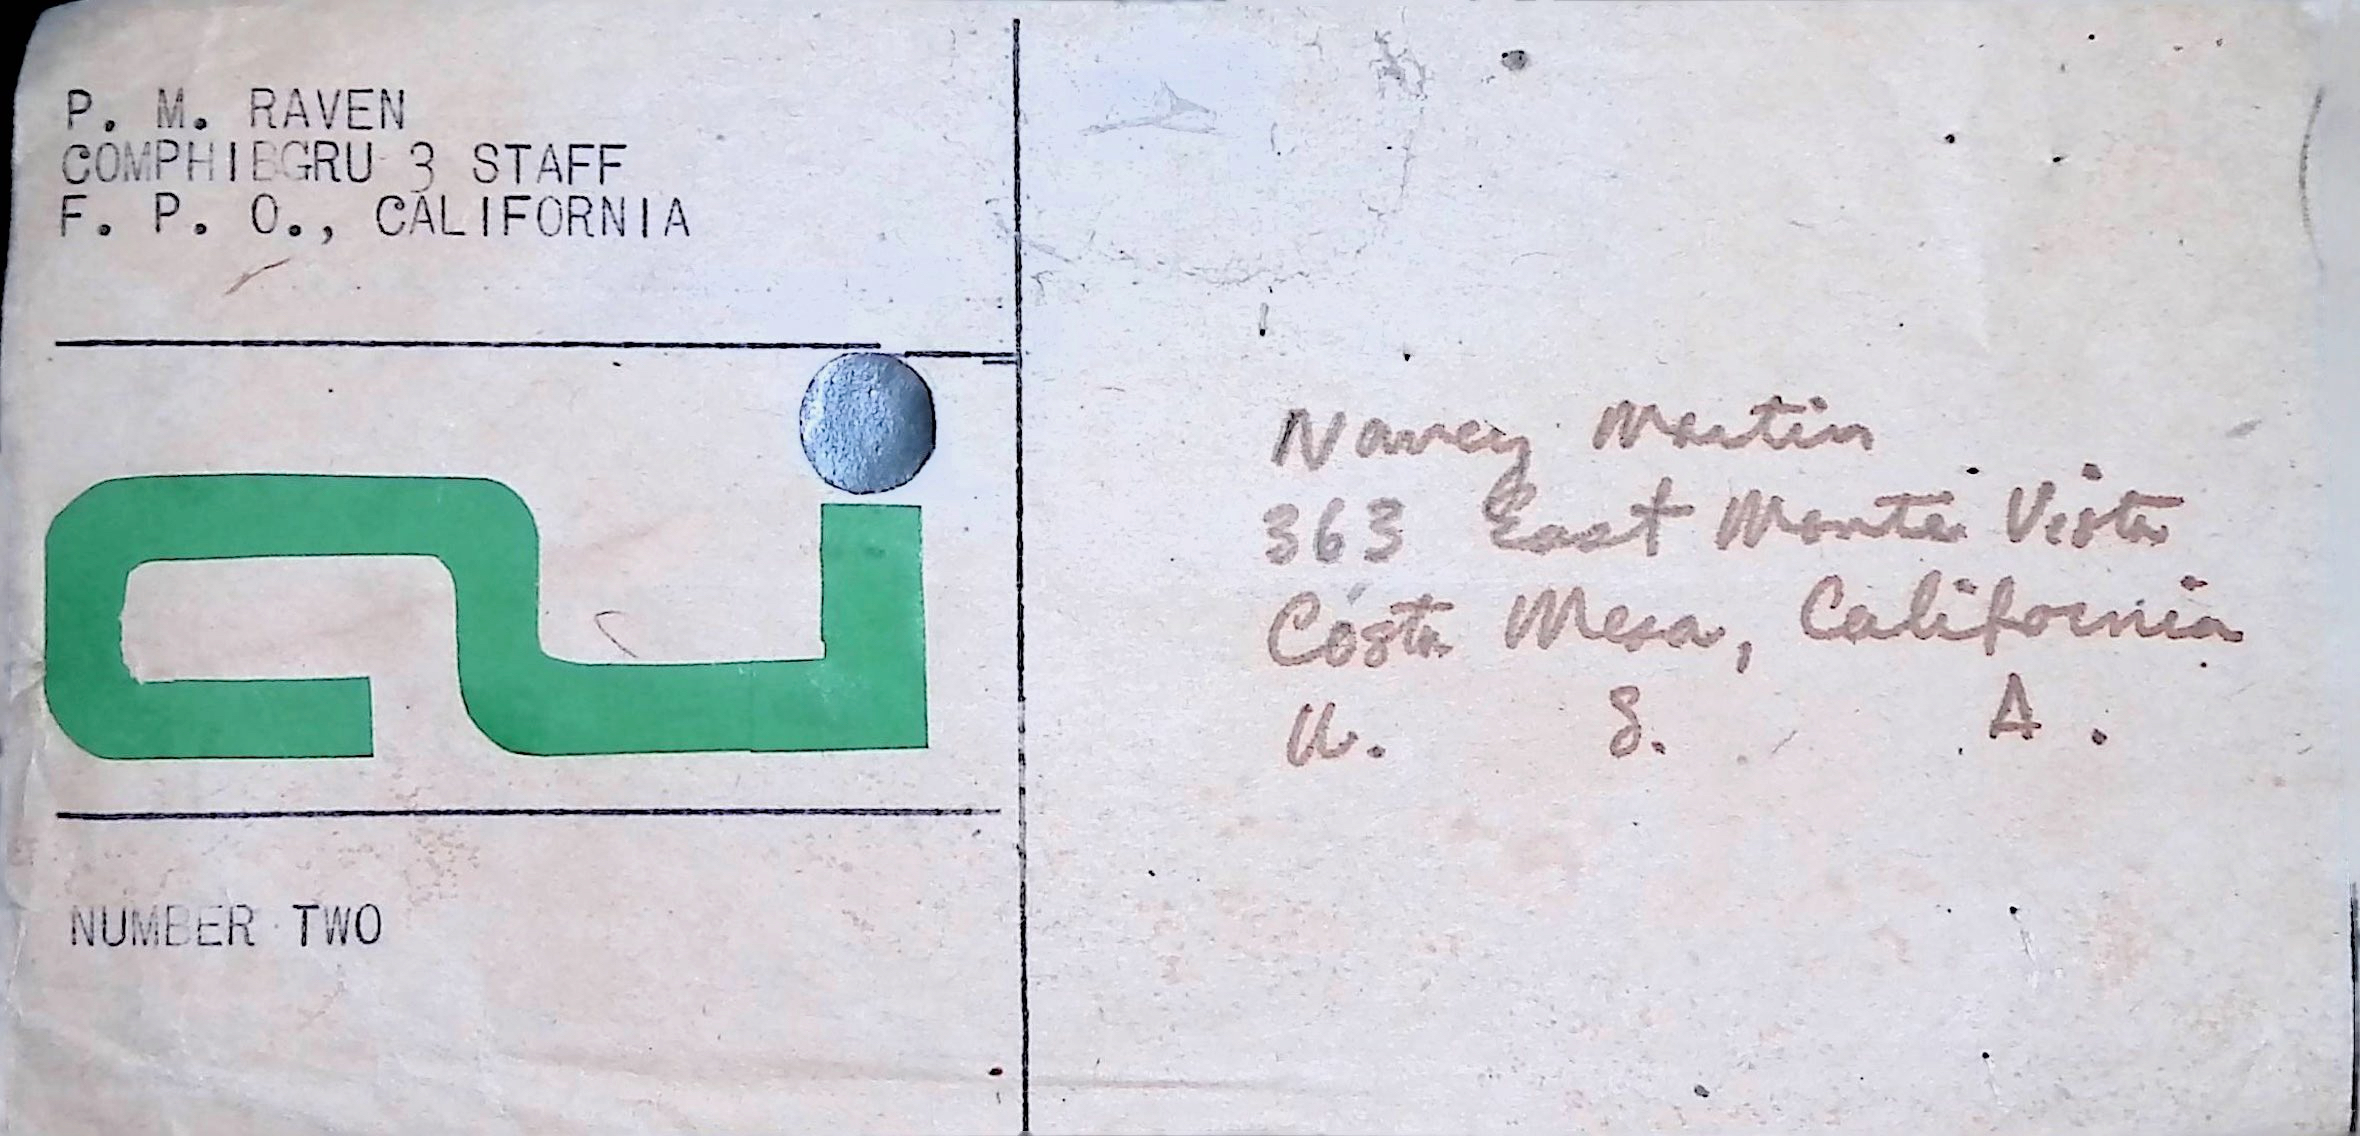 P. M. RAVEN
COMPHIBGRU 3 STAFF
F. P. O., CALIFORNIA
NUMBER TWO
Nancy Martin
363 East Monte Vista
Costa Mesa, California
U. S. A.